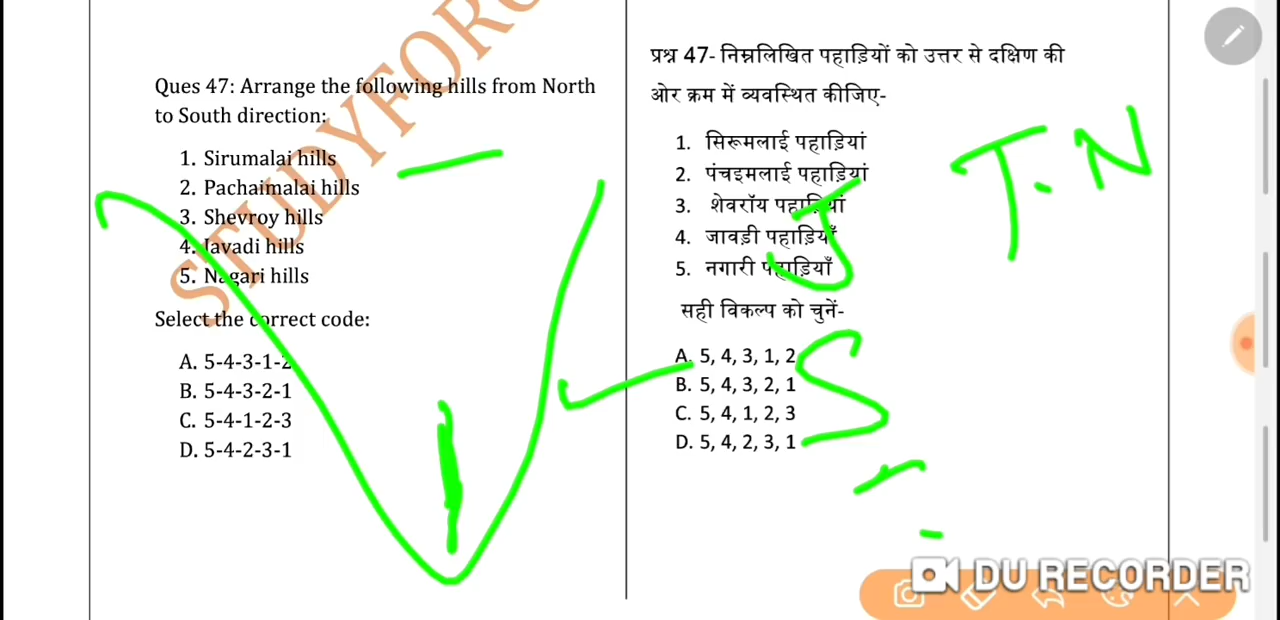 STUDYFORC
Ques 47: Arrange the following hills from North
to South direction:
1. Sirumalai hills
2. Pachaimalai hills
3. Shevroy hills
4. Javadi hills
5. Nagari hills
Select the correct code:
A. 5-4-3-1-2
B. 5-4-3-2-1
C. 5-4-1-2-3
D. 5-4-2-3-1
प्रश्न 47- निम्नलिखित पहाड़ियों को उत्तर से दक्षिण की
ओर क्रम में व्यवस्थित कीजिए-
1. सिरूमलाई पहाड़ियां
2. पंचइमलाई पहाड़ियां
3. शेवरॉय पहाड़ियां
4. जावड़ी पहाड़ियाँ
5. नगारी पहाड़ियाँ
सही विकल्प को चुनें-
A. 5, 4, 3, 1, 2
B. 5, 4, 3, 2, 1
C. 5, 4, 1, 2, 3
D. 5, 4, 2, 3, 1
T.N
J
S
DU RECORDER